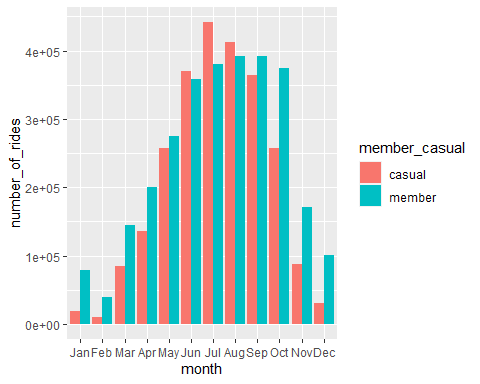 number_of_rides
4e+05
3e+05
2e+05
1e+05
0e+00
Jan Feb Mar Apr May Jun Jul Aug Sep Oct Nov Dec
month
member_casual
casual
member